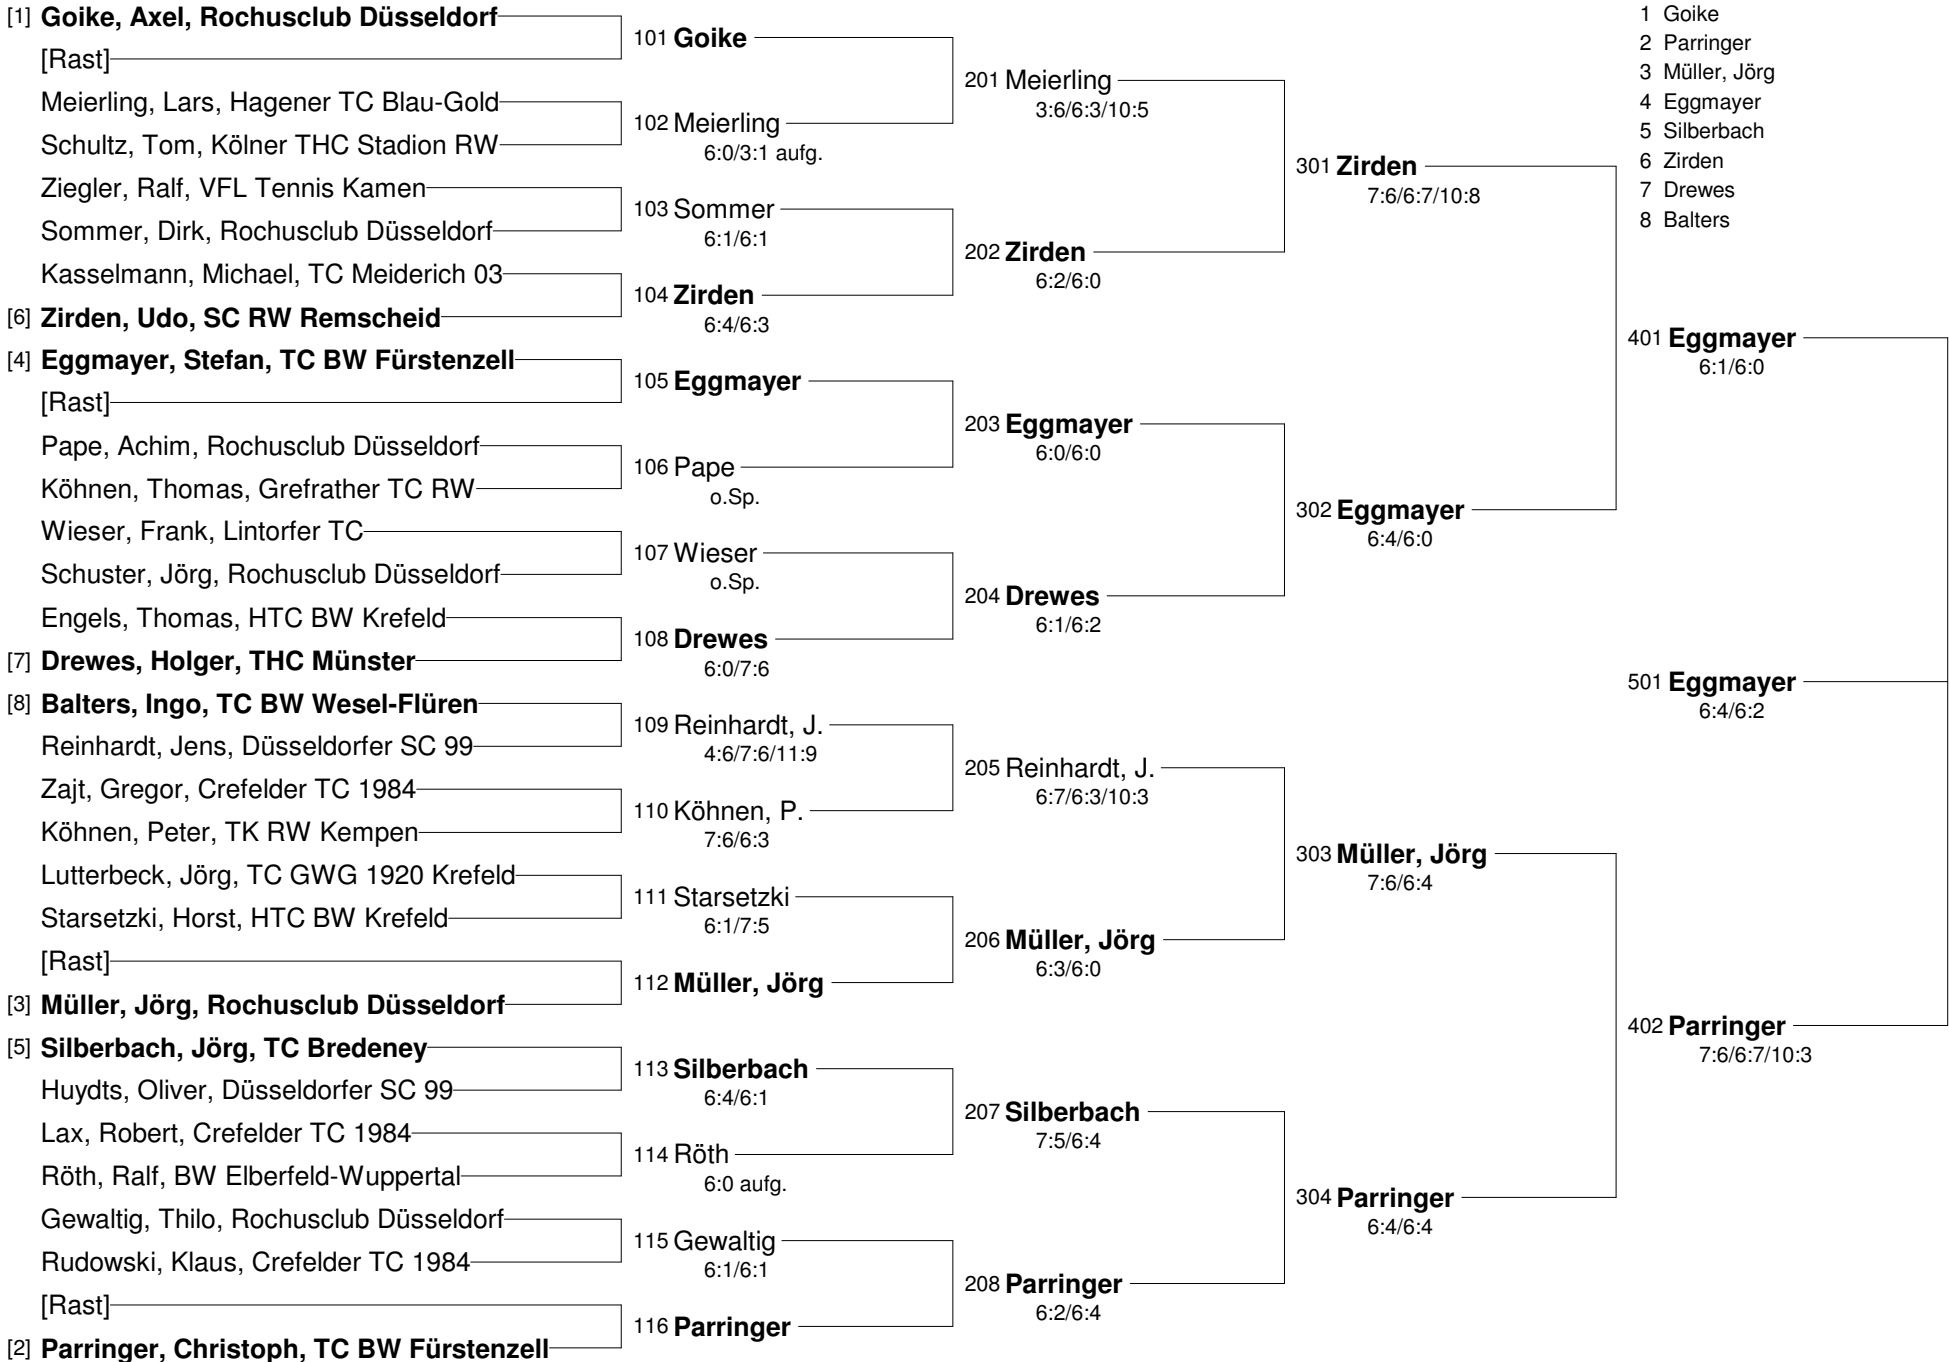 [1] Goike, Axel, Rochusclub Düsseldorf
[Rast]
Meierling, Lars, Hagener TC Blau-Gold
Schultz, Tom, Kölner THC Stadion RW
Ziegler, Ralf, VFL Tennis Kamen
Sommer, Dirk, Rochusclub Düsseldorf
Kasselmann, Michael, TC Meiderich 03
[6] Zirden, Udo, SC RW Remscheid
[4] Eggmayer, Stefan, TC BW Fürstenzell
[Rast]
Pape, Achim, Rochusclub Düsseldorf
Köhnen, Thomas, Grefrather TC RW
Wieser, Frank, Lintorfer TC
Schuster, Jörg, Rochusclub Düsseldorf
Engels, Thomas, HTC BW Krefeld
[7] Drewes, Holger, THC Münster
[8] Balters, Ingo, TC BW Wesel-Flüren
Reinhardt, Jens, Düsseldorfer SC 99
Zajt, Gregor, Crefelder TC 1984
Köhnen, Peter, TK RW Kempen
Lutterbeck, Jörg, TC GWG 1920 Krefeld
Starsetzki, Horst, HTC BW Krefeld
[Rast]
[3] Müller, Jörg, Rochusclub Düsseldorf
[5] Silberbach, Jörg, TC Bredeney
Huydts, Oliver, Düsseldorfer SC 99
Lax, Robert, Crefelder TC 1984
Röth, Ralf, BW Elberfeld-Wuppertal
Gewaltig, Thilo, Rochusclub Düsseldorf
Rudowski, Klaus, Crefelder TC 1984
[Rast]
[2] Parringer, Christoph, TC BW Fürstenzell
101 Goike
102 Meierling
6:0/3:1 aufg.
103 Sommer
6:1/6:1
104 Zirden
6:4/6:3
105 Eggmayer
106 Pape
o.Sp.
107 Wieser
o.Sp.
108 Drewes
6:0/7:6
109 Reinhardt, J.
4:6/7:6/11:9
110 Köhnen, P.
7:6/6:3
111 Starsetzki
6:1/7:5
112 Müller, Jörg
113 Silberbach
6:4/6:1
114 Röth
6:0 aufg.
115 Gewaltig
6:1/6:1
116 Parringer
201 Meierling
3:6/6:3/10:5
202 Zirden
6:2/6:0
203 Eggmayer
6:0/6:0
204 Drewes
6:1/6:2
205 Reinhardt, J.
6:7/6:3/10:3
206 Müller, Jörg
6:3/6:0
207 Silberbach
7:5/6:4
208 Parringer
6:2/6:4
301 Zirden
7:6/6:7/10:8
302 Eggmayer
6:4/6:0
303 Müller, Jörg
7:6/6:4
304 Parringer
6:4/6:4
1 Goike
2 Parringer
3 Müller, Jörg
4 Eggmayer
5 Silberbach
6 Zirden
7 Drewes
8 Balters
401 Eggmayer
6:1/6:0
501 Eggmayer
6:4/6:2
402 Parringer
7:6/6:7/10:3